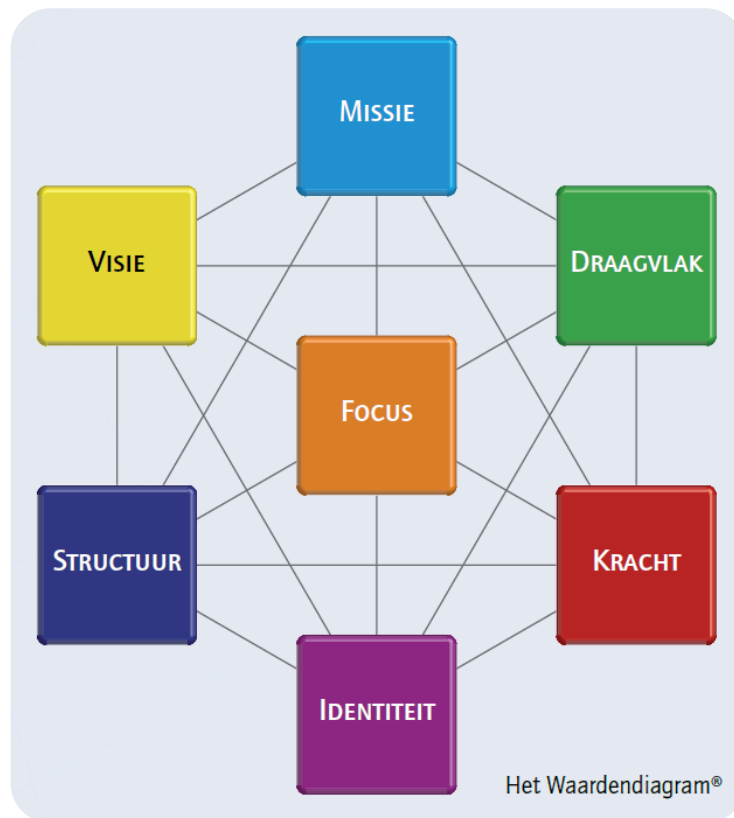 MISSIE
VISIE
DRAAGVLAK
FOCUS
STRUCTUUR
KRACHT
IDENTITEIT
Het Waardendiagram®